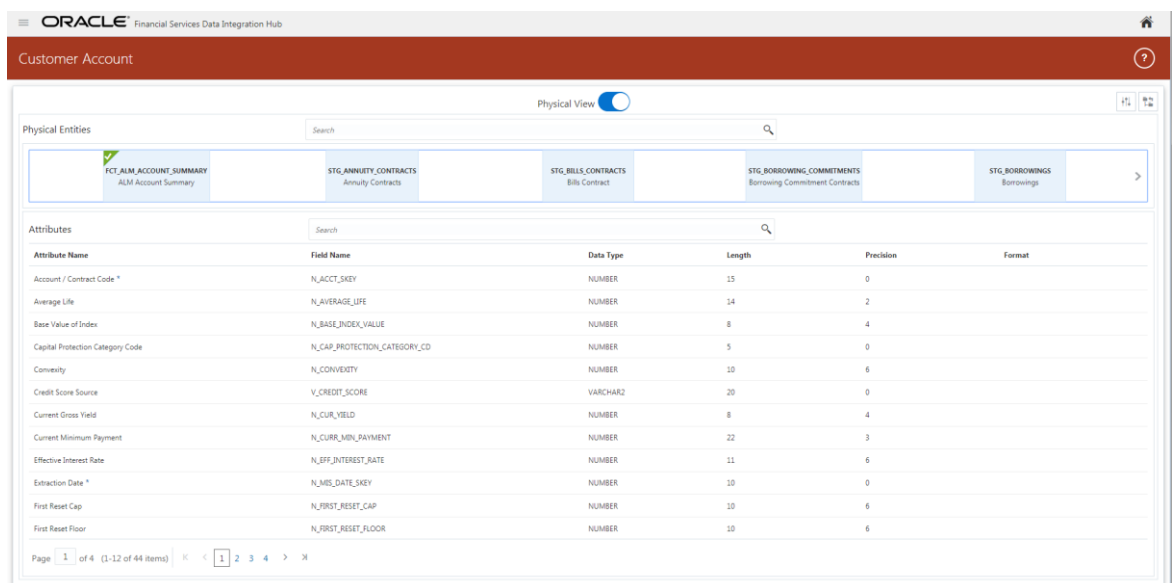 ORACLE® Financial Services Data Integration Hub
Customer Account
?
Physical View
Physical Entities Search
FCT_ALM_ACCOUNT_SUMMARY STG_ANNUITY_CONTRACTS STG_BILLS_CONTRACTS STG_BORROWING_COMMITMENTS STG_BORROWINGS
ALM Account Summary Annuity Contracts Bills Contract Borrowing Commitment Contracts Borrowings
Attributes Search
Attribute Name Field Name Data Type Length Precision Format
Account / Contract Code * N_ACCT_SKEY NUMBER 15 0
Average Life N_AVERAGE_LIFE NUMBER 14 2
Base Value of Index N_BASE_INDEX_VALUE NUMBER 8 4
Capital Protection Category Code N_CAP_PROTECTION_CATEGORY_CD NUMBER 5 0
Convexity N_CONVEXITY NUMBER 10 6
Credit Score Source V_CREDIT_SCORE VARCHAR2 20 0
Current Gross Yield N_CUR_YIELD NUMBER 8 4
Current Minimum Payment N_CURR_MIN_PAYMENT NUMBER 22 3
Effective Interest Rate N_EFF_INTEREST_RATE NUMBER 11 6
Extraction Date * N_MIS_DATE_SKEY NUMBER 10 0
First Reset Cap N_FIRST_RESET_CAP NUMBER 10 6
First Reset Floor N_FIRST_RESET_FLOOR NUMBER 10 6
Page 1 of 4 (1-12 of 44 items) 1 2 3 4